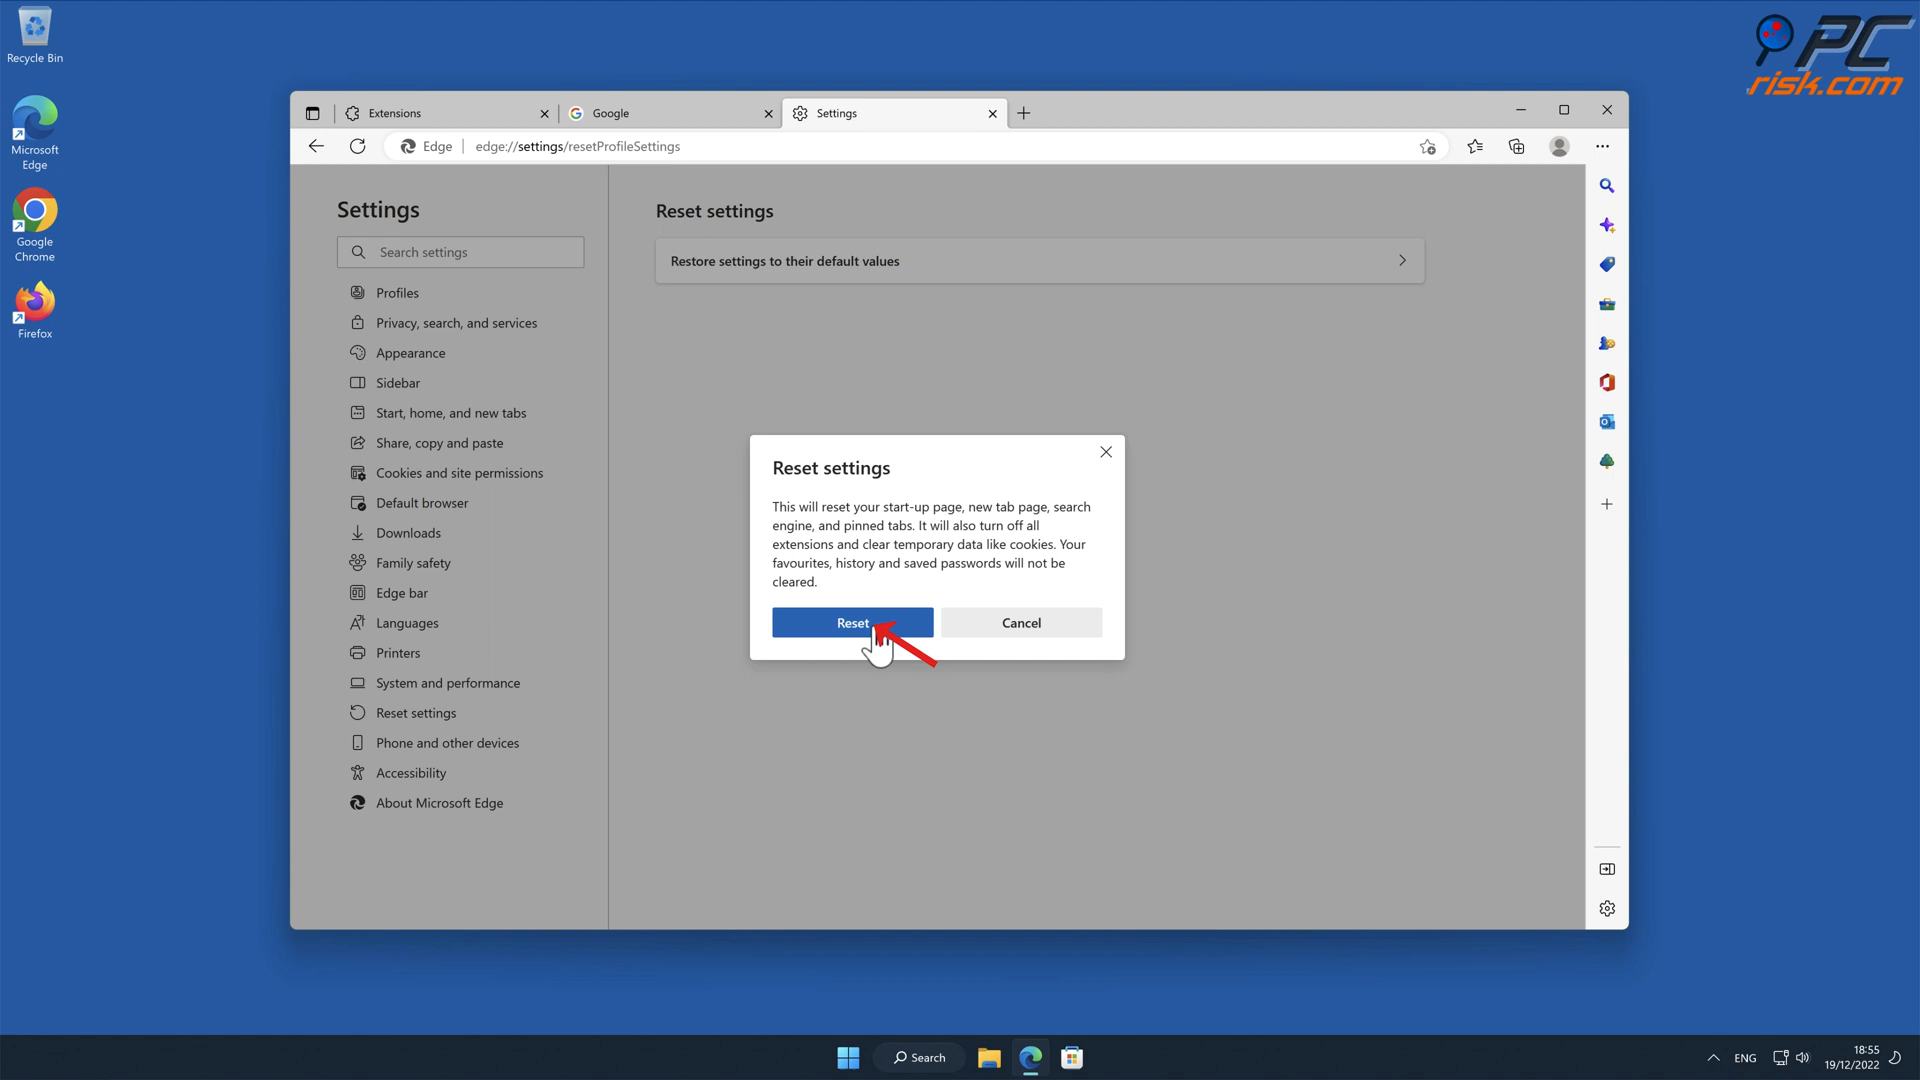 Recycle Bin
Microsoft
Edge
Google
Chrome
Firefox
PC
risk.com
Extensions
Google
Settings
Edge
edge://settings/resetProfileSettings
Settings
Search settings
Profiles
Privacy, search, and services
Appearance
Sidebar
Start, home, and new tabs
Share, copy and paste
Cookies and site permissions
Default browser
Downloads
Family safety
Edge bar
Languages
Printers
System and performance
Reset settings
Phone and other devices
Accessibility
About Microsoft Edge
Reset settings
Restore settings to their default values
Reset settings
This will reset your start-up page, new tab page, search
engine, and pinned tabs. It will also turn off all
extensions and clear temporary data like cookies. Your
favourites, history and saved passwords will not be
cleared.
Reset
Cancel
Search
ENG
18:55
19/12/2022